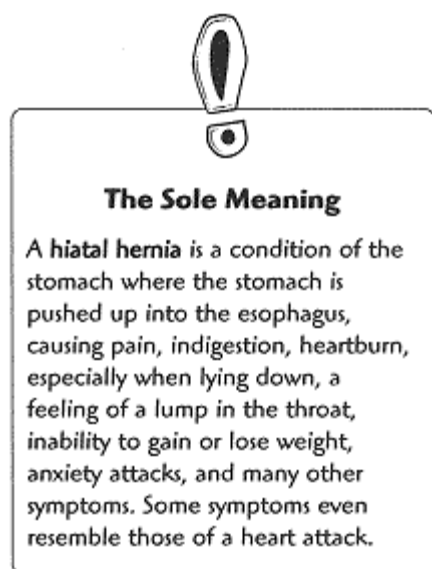 The Sole Meaning
A hiatal hernia is a condition of the
stomach where the stomach is
pushed up into the esophagus,
causing pain, indigestion, heartburn,
especially when lying down, a
feeling of a lump in the throat,
inability to gain or lose weight,
anxiety attacks, and many other
symptoms. Some symptoms even
resemble those of a heart attack.